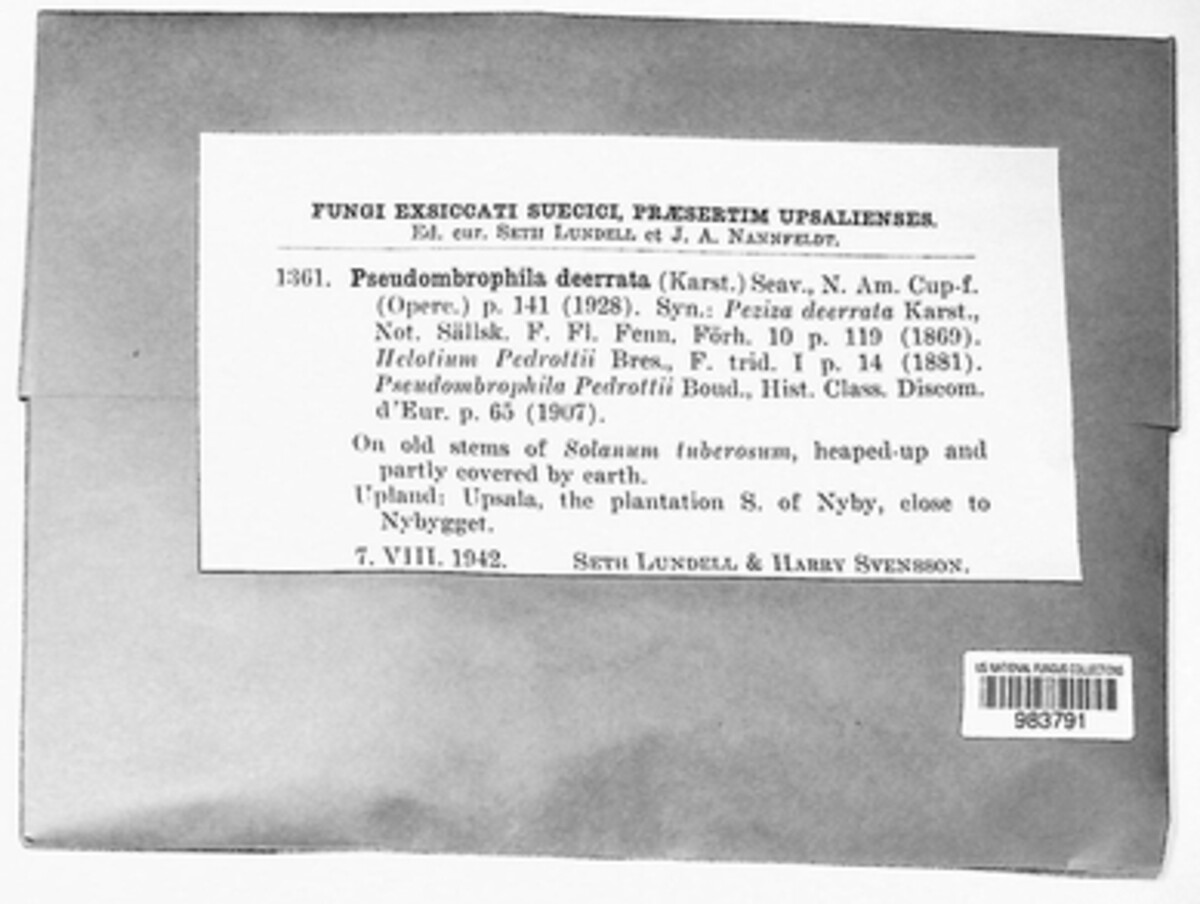 FUNGI EXSICCATI SUECICI, PRÆSERTIM UPSALIENSES.
Ed. cur. SETH LUNDELL et J. A. NANNFELDT.
1361. Pseudombrophila deerrata (Karst.) Seav., N. Am. Cup-f.
(Operc.) p. 141 (1928). Syn.: Peziza deerrata Karst.,
Not. Sällsk. F. Fl. Fenn. Förh. 10 p. 119 (1869).
Helotium Pedrottii Bres., F. trid. I p. 14 (1881).
Pseudombrophila Pedrottii Boud., Hist. Class. Discom.
d'Eur. p. 65 (1907).
On old stems of Solanum tuberosum, heaped-up and
partly covered by earth.
Upland: Upsala, the plantation S. of Nyby, close to
Nybygget.
7. VIII. 1942. SETH LUNDELL & HARRY SVENSSON.
US NATIONAL FUNGUS COLLECTIONS
983791